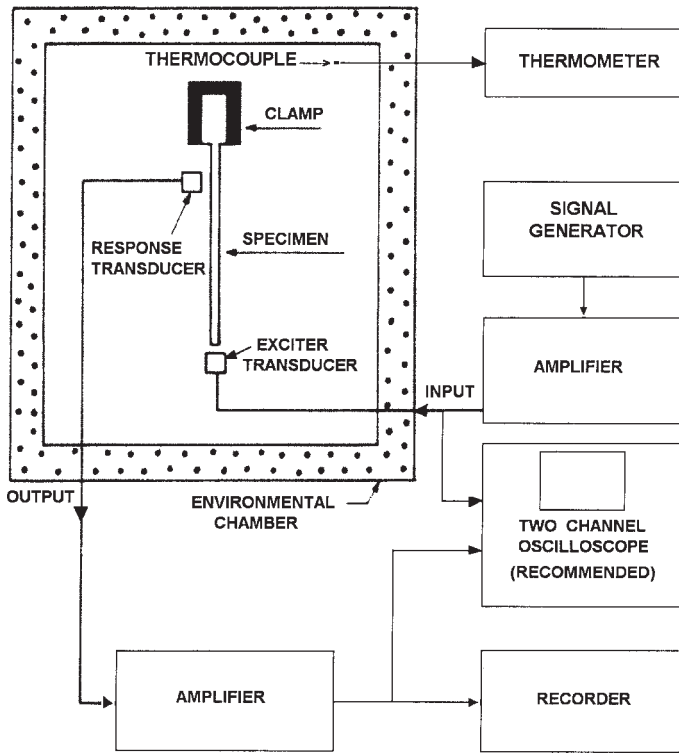 THERMOCOUPLE
THERMOMETER
CLAMP
SIGNAL
GENERATOR
RESPONSE
TRANSDUCER
SPECIMEN
EXCITER
TRANSDUCER
AMPLIFIER
INPUT
OUTPUT
ENVIRONMENTAL
CHAMBER
TWO CHANNEL
OSCILLOSCOPE
(RECOMMENDED)
AMPLIFIER
RECORDER